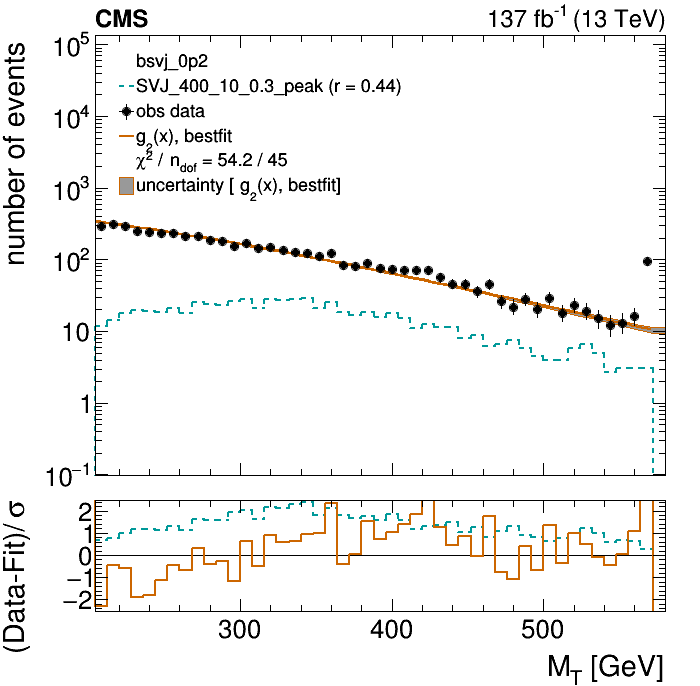 CMS 137 fb⁻¹ (13 TeV)
number of events
10⁵
10⁴
10³
10²
10
1
10⁻¹
bsvj_0p2
SVJ_400_10_0.3_peak (r = 0.44)
obs data
g₂(x), bestfit
χ² / n_dof = 54.2 / 45
uncertainty [ g₂(x), bestfit]
(Data-Fit)/ σ
2
1
0
−1
−2
300 400 500
M_T [GeV]